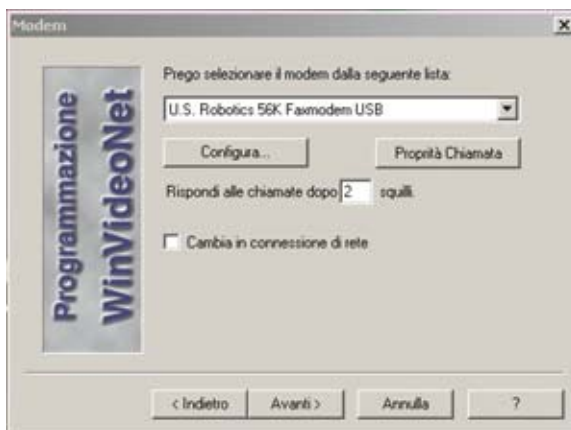 Modem
Programmazione
WinVideoNet
Prego selezionare il modem dalla seguente lista:
U.S. Robotics 56K Faxmodem USB
Configura...
Proprità Chiamata
Rispondi alle chiamate dopo 2 squilli.
Cambia in connessione di rete
< Indietro
Avanti >
Annulla
?